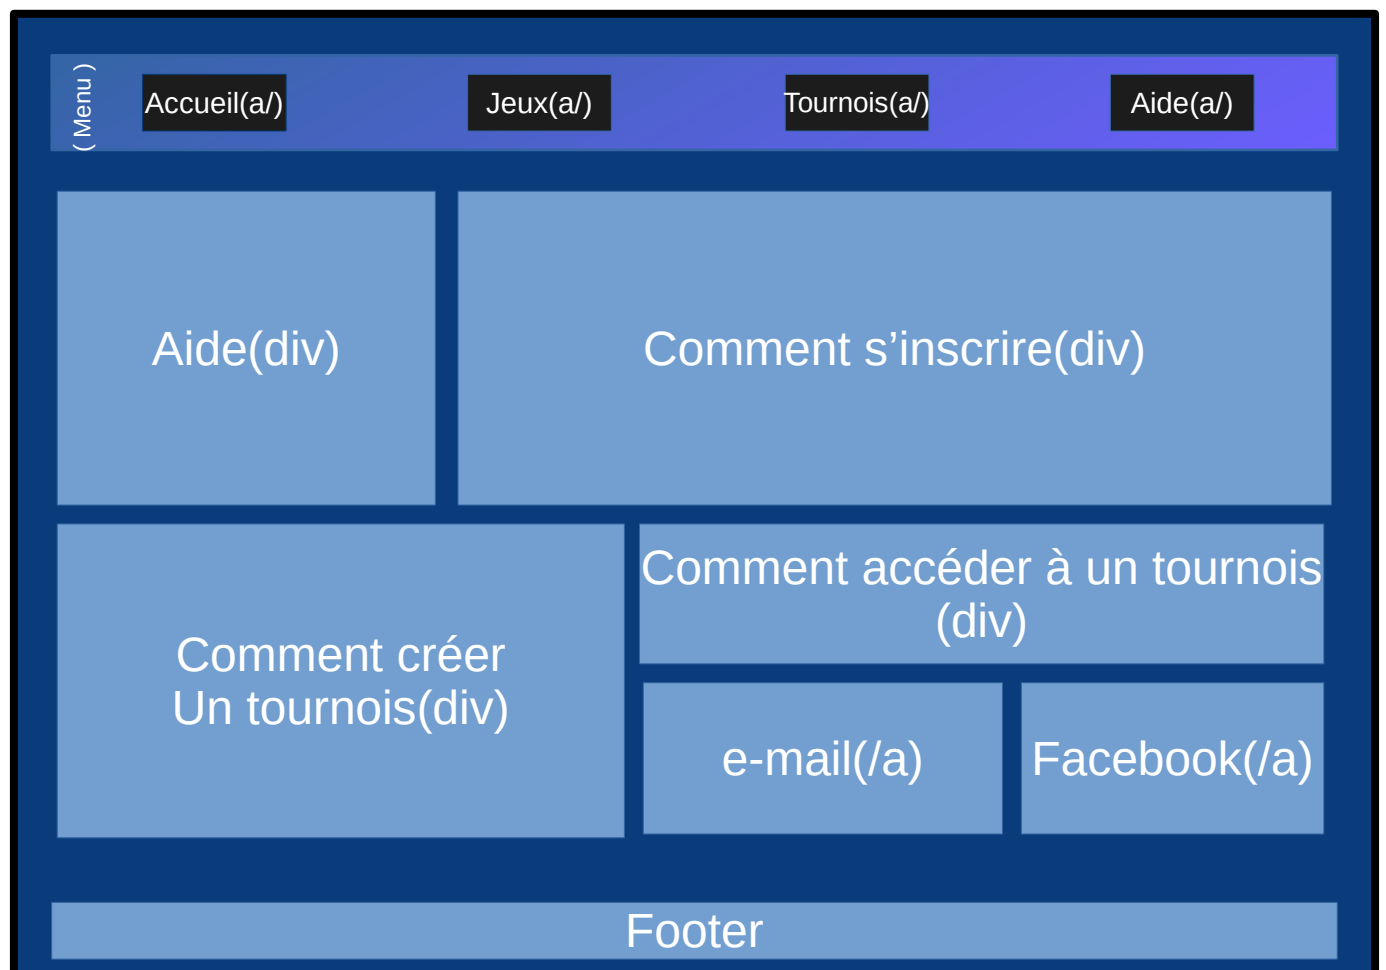 ( Menu )
Accueil(a/)
Jeux(a/)
Tournois(a/)
Aide(a/)
Aide(div)
Comment s’inscrire(div)
Comment créer
Un tournois(div)
Comment accéder à un tournois
(div)
e-mail(/a)
Facebook(/a)
Footer